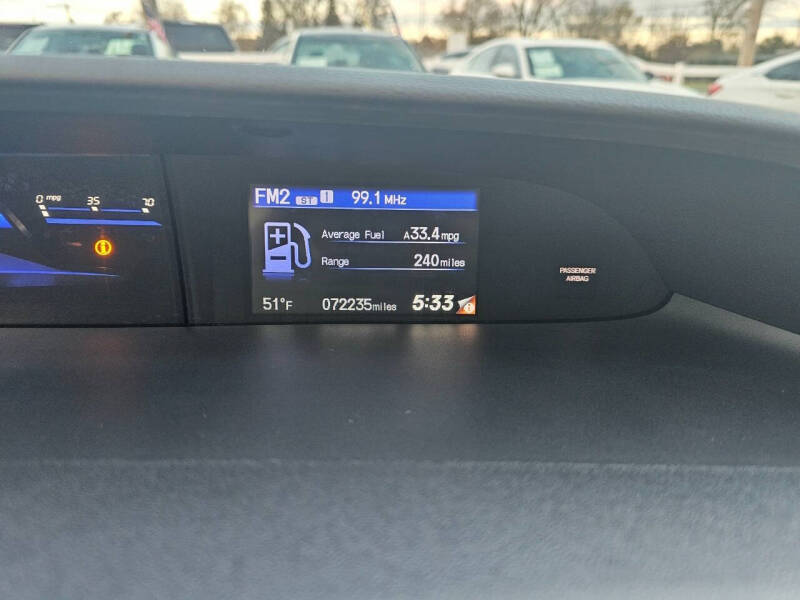 0 mpg 35 70
FM2 ST 1 99.1 MHz
Average Fuel A33.4 mpg
Range 240 miles
51°F 072235 miles 5:33
PASSENGER
AIRBAG